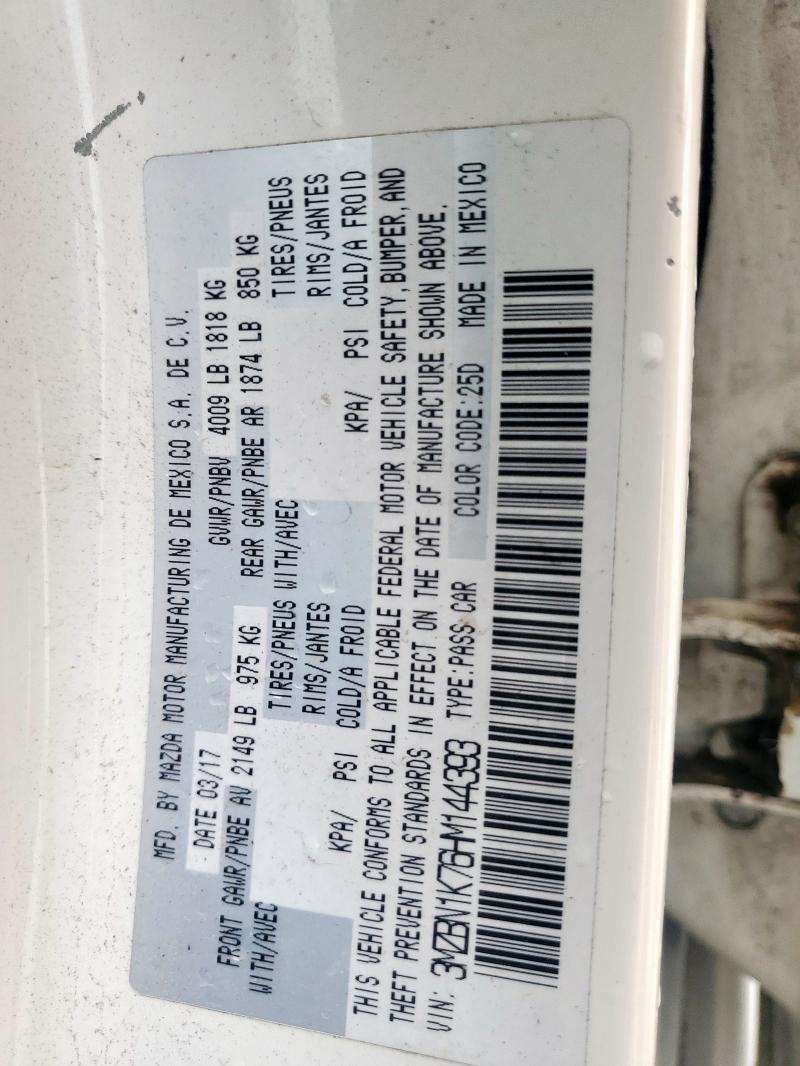 MFD. BY MAZDA MOTOR MANUFACTURING DE MEXICO S.A. DE C.V.
DATE 03/17 GVWR/PNBV 4009 LB 1818 KG
FRONT GAWR/PNBE AV 2149 LB 975 KG REAR GAWR/PNBE AR 1874 LB 850 KG
WITH/AVEC TIRES/PNEUS WITH/AVEC TIRES/PNEUS
RIMS/JANTES RIMS/JANTES
KPA/ PSI COLD/A FROID KPA/ PSI COLD/A FROID
THIS VEHICLE CONFORMS TO ALL APPLICABLE FEDERAL MOTOR VEHICLE SAFETY, BUMPER, AND
THEFT PREVENTION STANDARDS IN EFFECT ON THE DATE OF MANUFACTURE SHOWN ABOVE.
VIN: 3MZBN1K76HM144393 TYPE: PASS CAR COLOR CODE: 25D MADE IN MEXICO